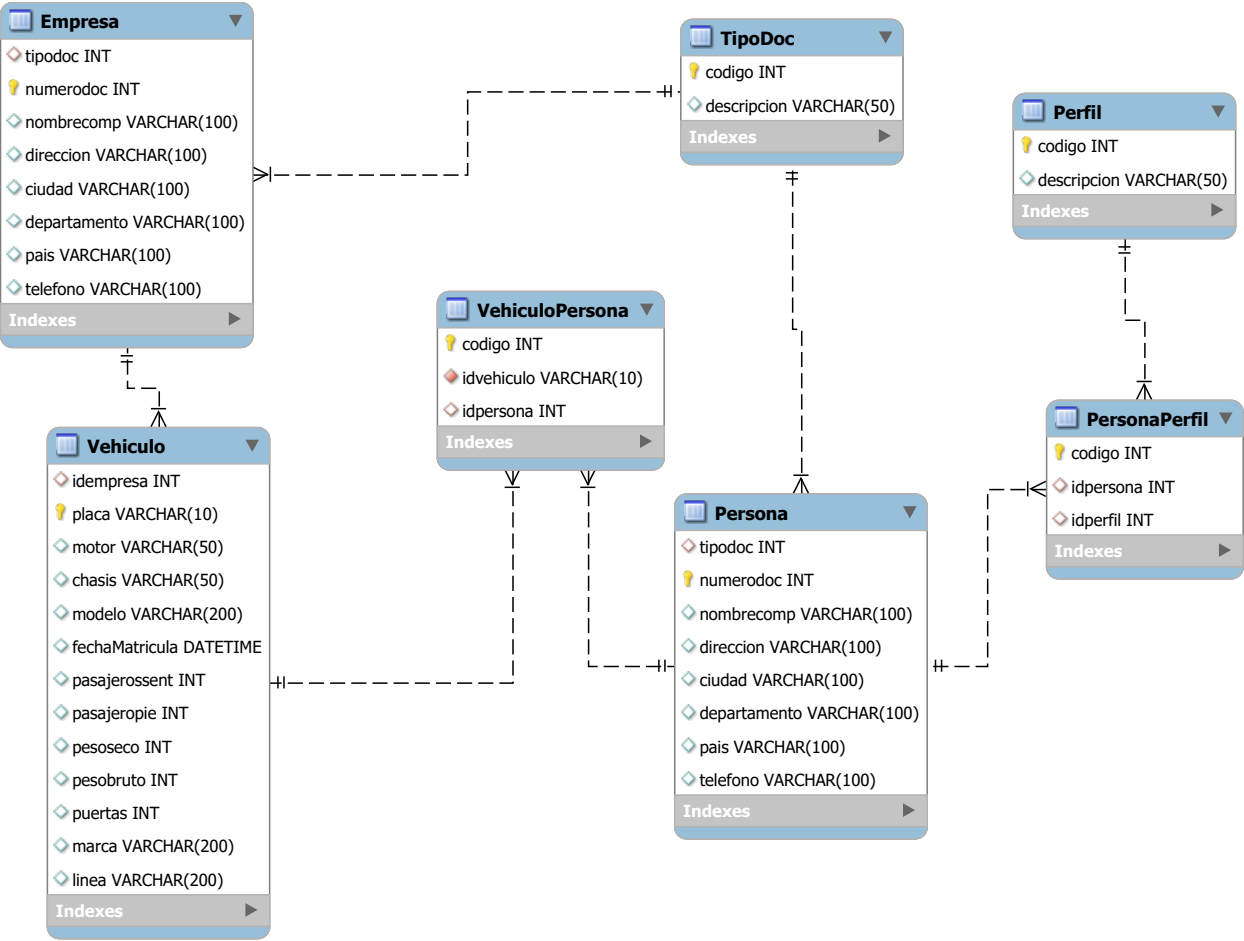 Empresa
tipodoc INT
numerodoc INT
nombrecomp VARCHAR(100)
direccion VARCHAR(100)
ciudad VARCHAR(100)
departamento VARCHAR(100)
pais VARCHAR(100)
telefono VARCHAR(100)
Indexes
TipoDoc
codigo INT
descripcion VARCHAR(50)
Indexes
Perfil
codigo INT
descripcion VARCHAR(50)
Indexes
VehiculoPersona
codigo INT
idvehiculo VARCHAR(10)
idpersona INT
Indexes
PersonaPerfil
codigo INT
idpersona INT
idperfil INT
Indexes
Vehiculo
idempresa INT
placa VARCHAR(10)
motor VARCHAR(50)
chasis VARCHAR(50)
modelo VARCHAR(200)
fechaMatricula DATETIME
pasajerossent INT
pasajeropie INT
pesoseco INT
pesobruto INT
puertas INT
marca VARCHAR(200)
linea VARCHAR(200)
Indexes
Persona
tipodoc INT
numerodoc INT
nombrecomp VARCHAR(100)
direccion VARCHAR(100)
ciudad VARCHAR(100)
departamento VARCHAR(100)
pais VARCHAR(100)
telefono VARCHAR(100)
Indexes